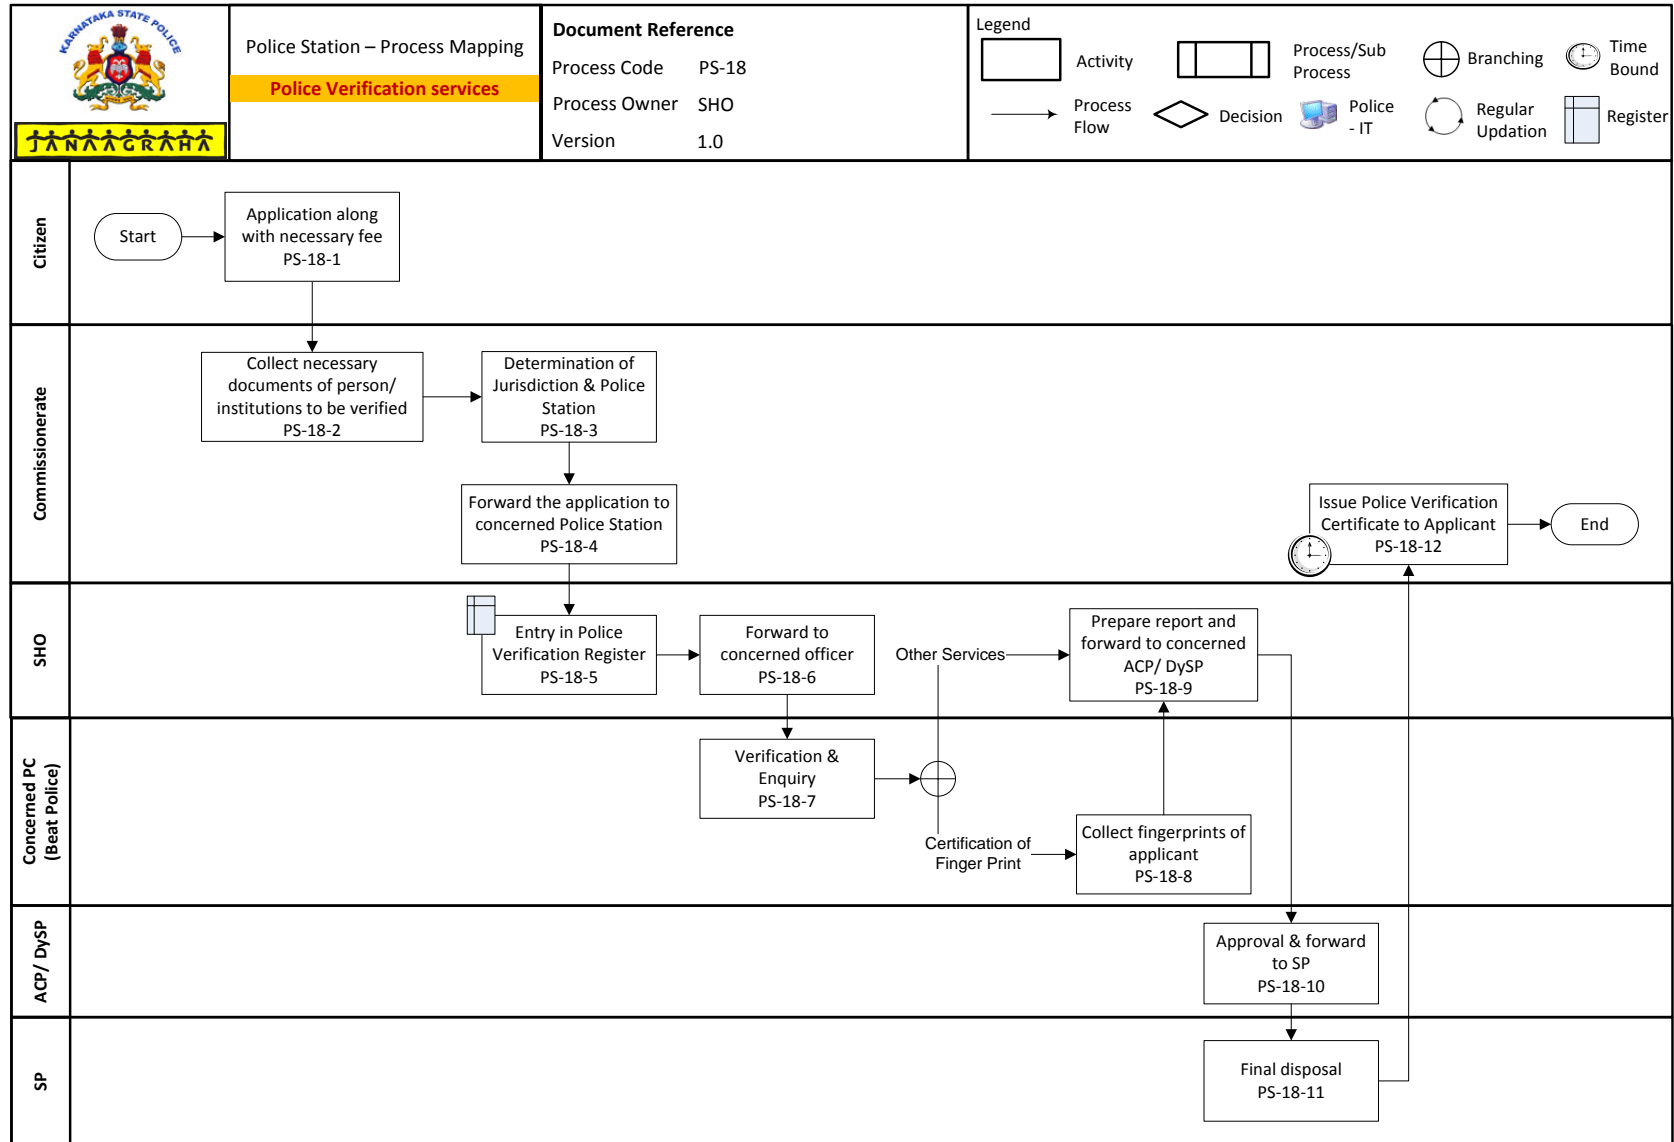 KARNATAKA STATE POLICE
JANAAGRAHA
Police Station – Process Mapping
Police Verification services
Document Reference
Process Code PS-18
Process Owner SHO
Version 1.0
Legend
Activity
Process/Sub
Process
Branching
Time
Bound
Process
Flow
Decision
Police
- IT
Regular
Updation
Register
Citizen
Start
Application along
with necessary fee
PS-18-1
Commissionerate
Collect necessary
documents of person/
institutions to be verified
PS-18-2
Determination of
Jurisdiction & Police
Station
PS-18-3
Forward the application to
concerned Police Station
PS-18-4
Issue Police Verification
Certificate to Applicant
PS-18-12
End
SHO
Entry in Police
Verification Register
PS-18-5
Forward to
concerned officer
PS-18-6
Other Services
Prepare report and
forward to concerned
ACP/ DySP
PS-18-9
Concerned PC
(Beat Police)
Verification &
Enquiry
PS-18-7
Certification of
Finger Print
Collect fingerprints of
applicant
PS-18-8
ACP/ DySP
Approval & forward
to SP
PS-18-10
SP
Final disposal
PS-18-11